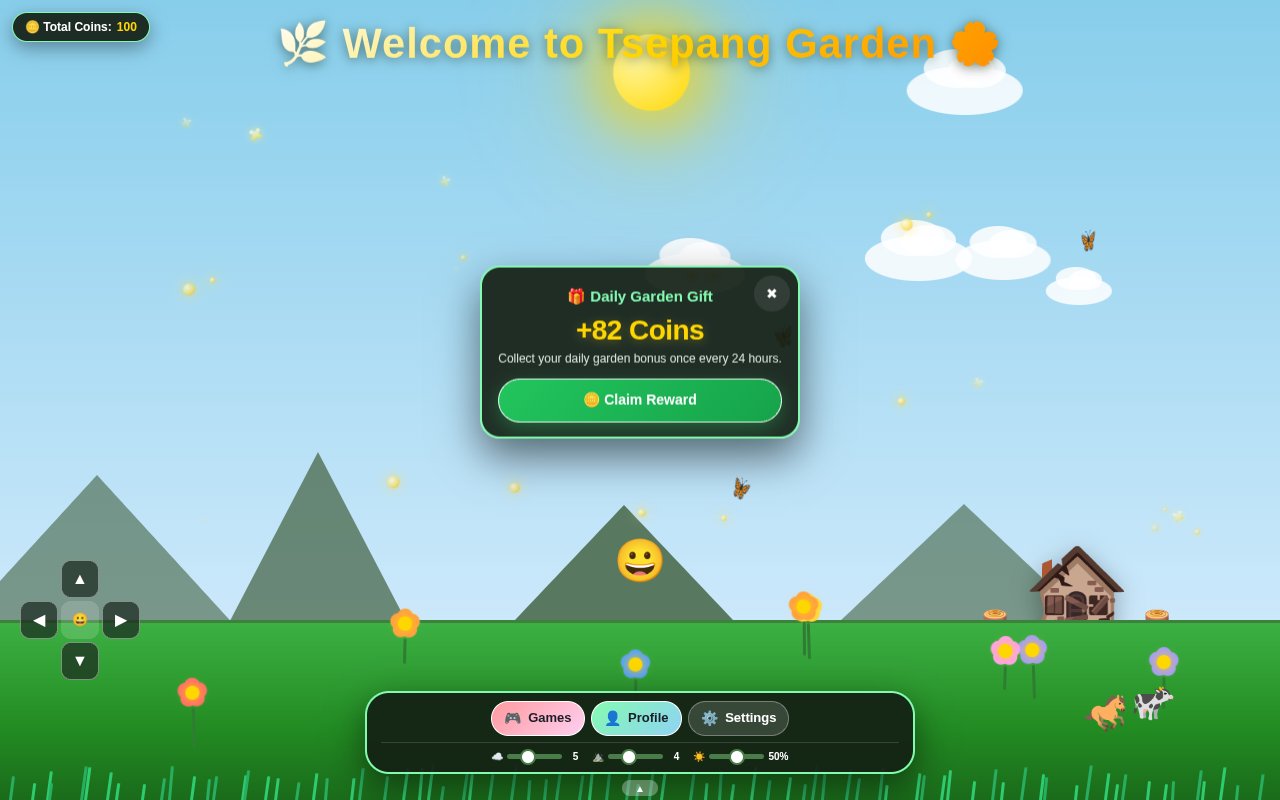 Total Coins: 100
Welcome to Tsepang Garden
Daily Garden Gift
+82 Coins
Collect your daily garden bonus once every 24 hours.
Claim Reward
Games
Profile
Settings
5
4
50%